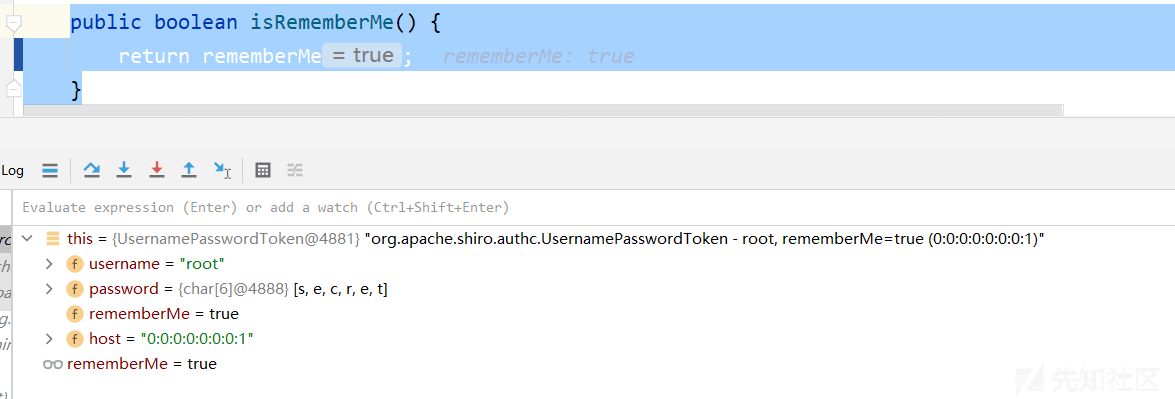 public boolean isRememberMe() {
return rememberMe = true ; rememberMe: true
}
Log
Evaluate expression (Enter) or add a watch (Ctrl+Shift+Enter)
this = {UsernamePasswordToken@4881} "org.apache.shiro.authc.UsernamePasswordToken - root, rememberMe=true (0:0:0:0:0:0:0:1)"
f username = "root"
f password = {char[6]@4888} [s, e, c, r, e, t]
f rememberMe = true
f host = "0:0:0:0:0:0:0:1"
rememberMe = true
先知社区